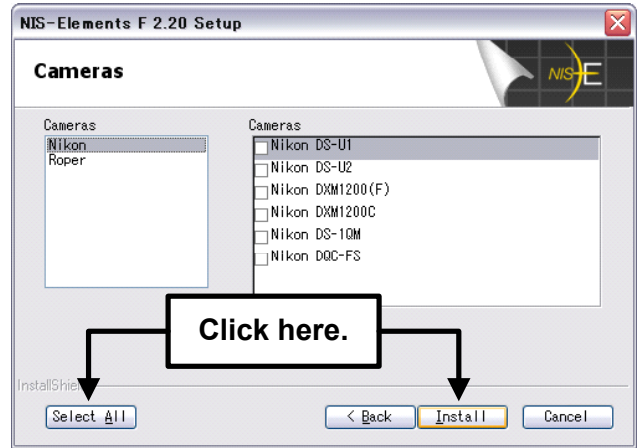 NIS-Elements F 2.20 Setup
Cameras
NIS E
Cameras
Nikon
Roper
Cameras
Nikon DS-U1
Nikon DS-U2
Nikon DXM1200(F)
Nikon DXM1200C
Nikon DS-1QM
Nikon DQC-FS
Click here.
InstallShie
Select All
< Back
Install
Cancel